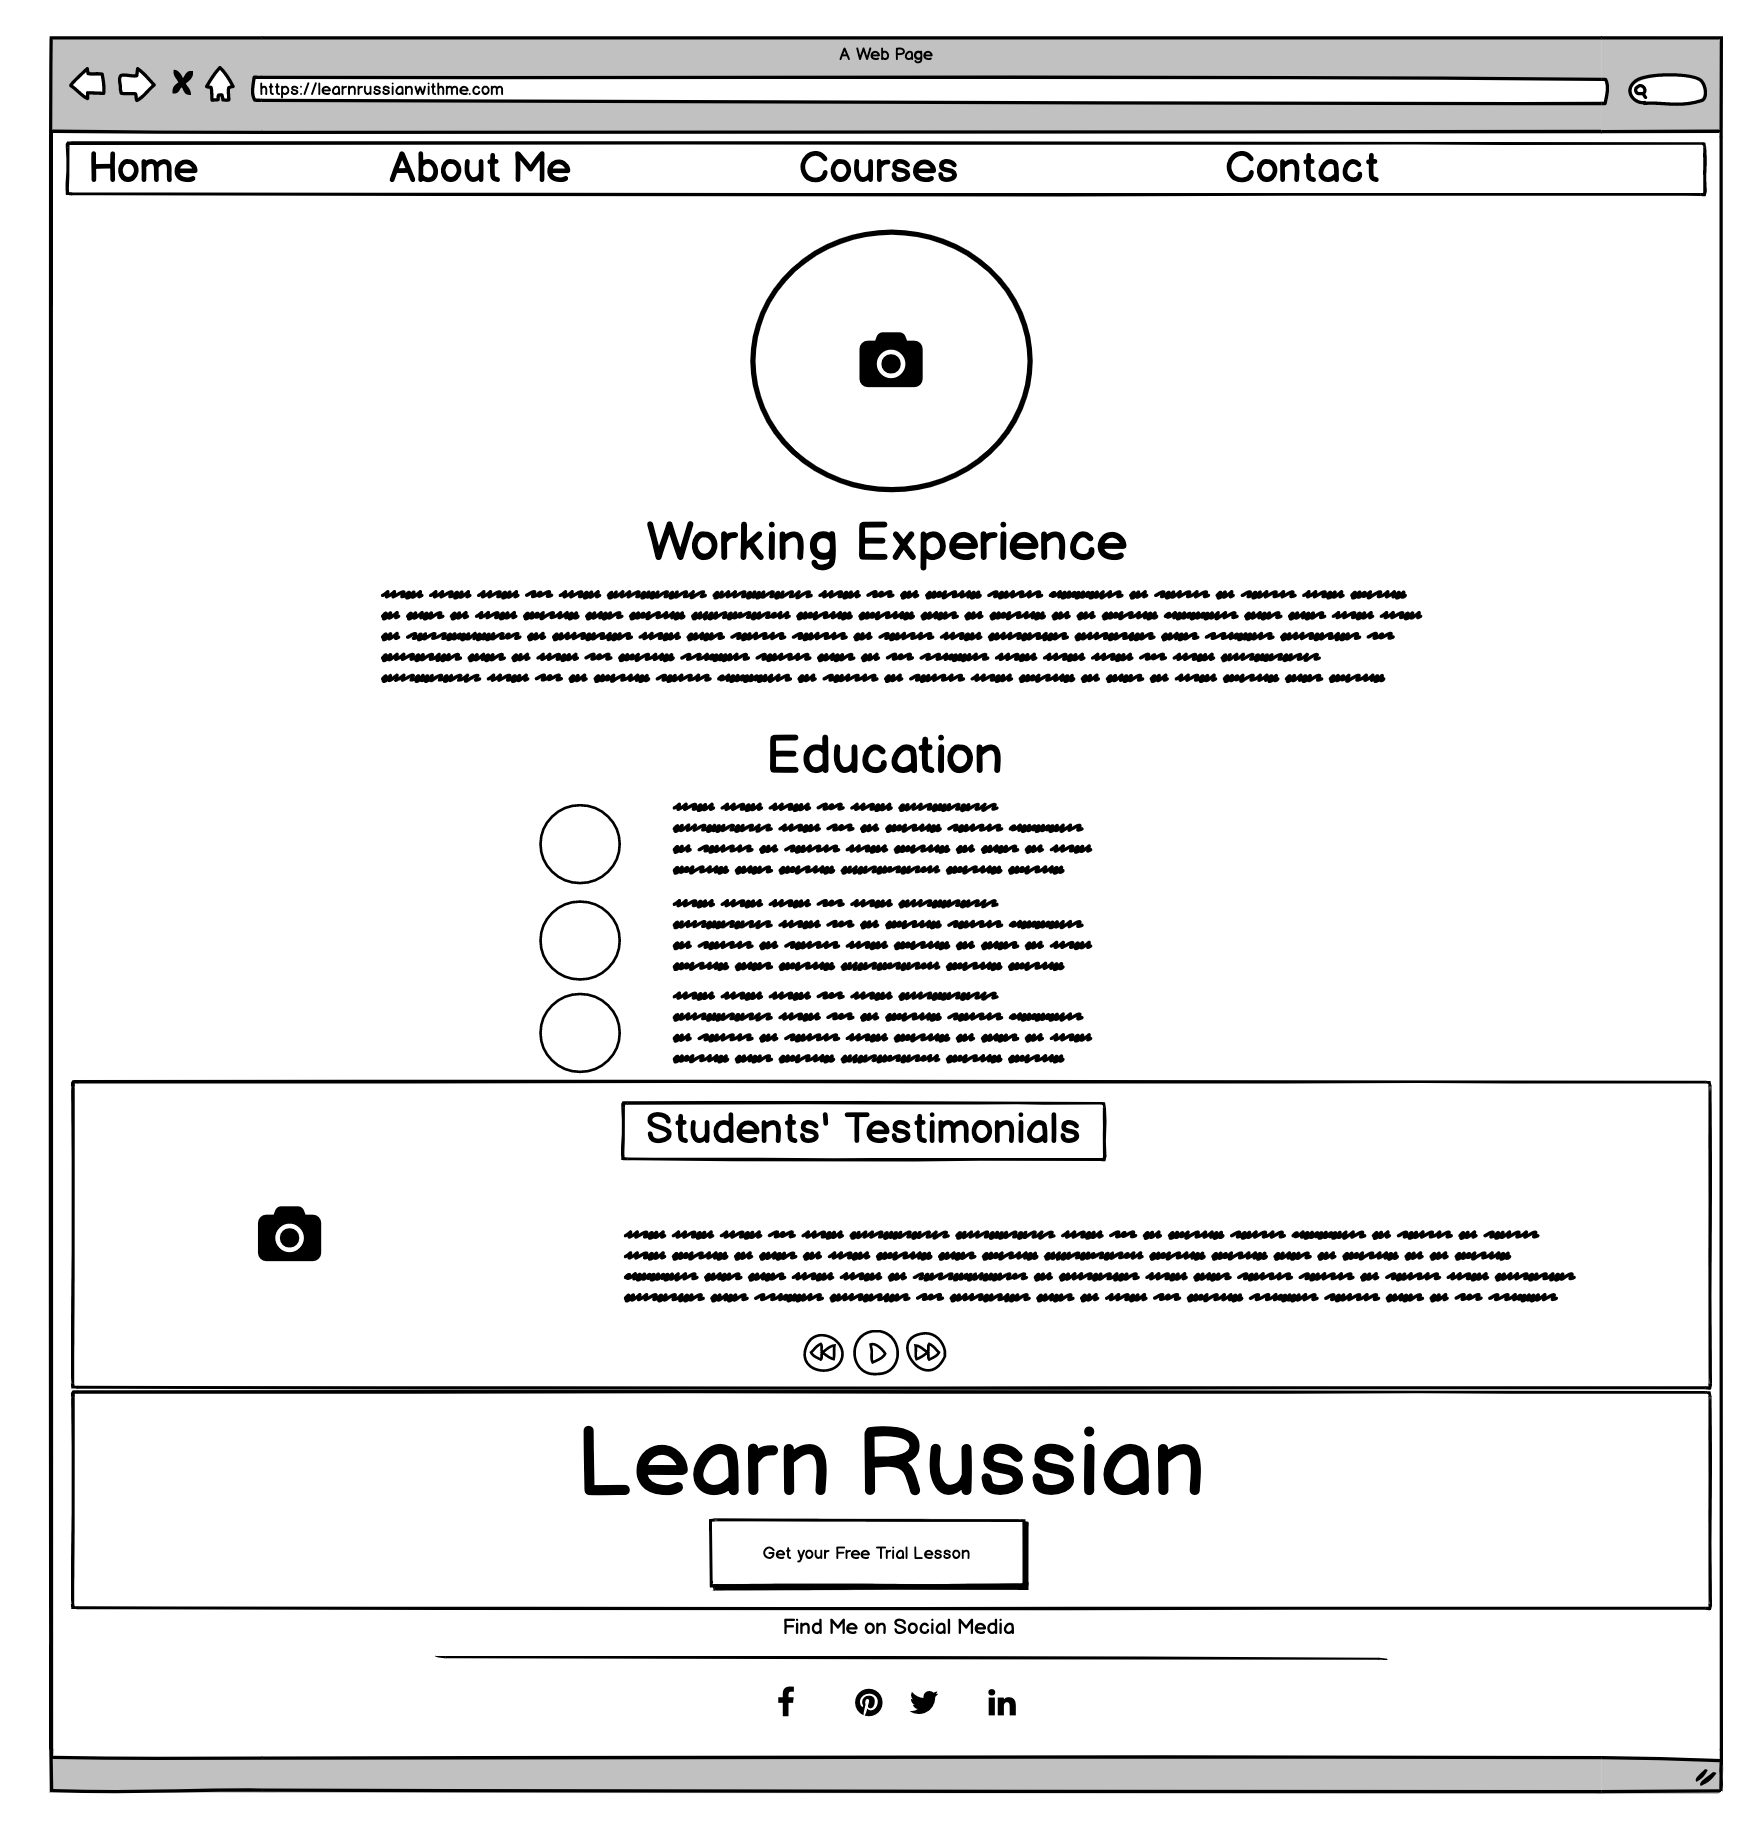 A Web Page
https://learnrussianwithme.com
Home About Me Courses Contact
Working Experience
Education
Students' Testimonials
Learn Russian
Get your Free Trial Lesson
Find Me on Social Media